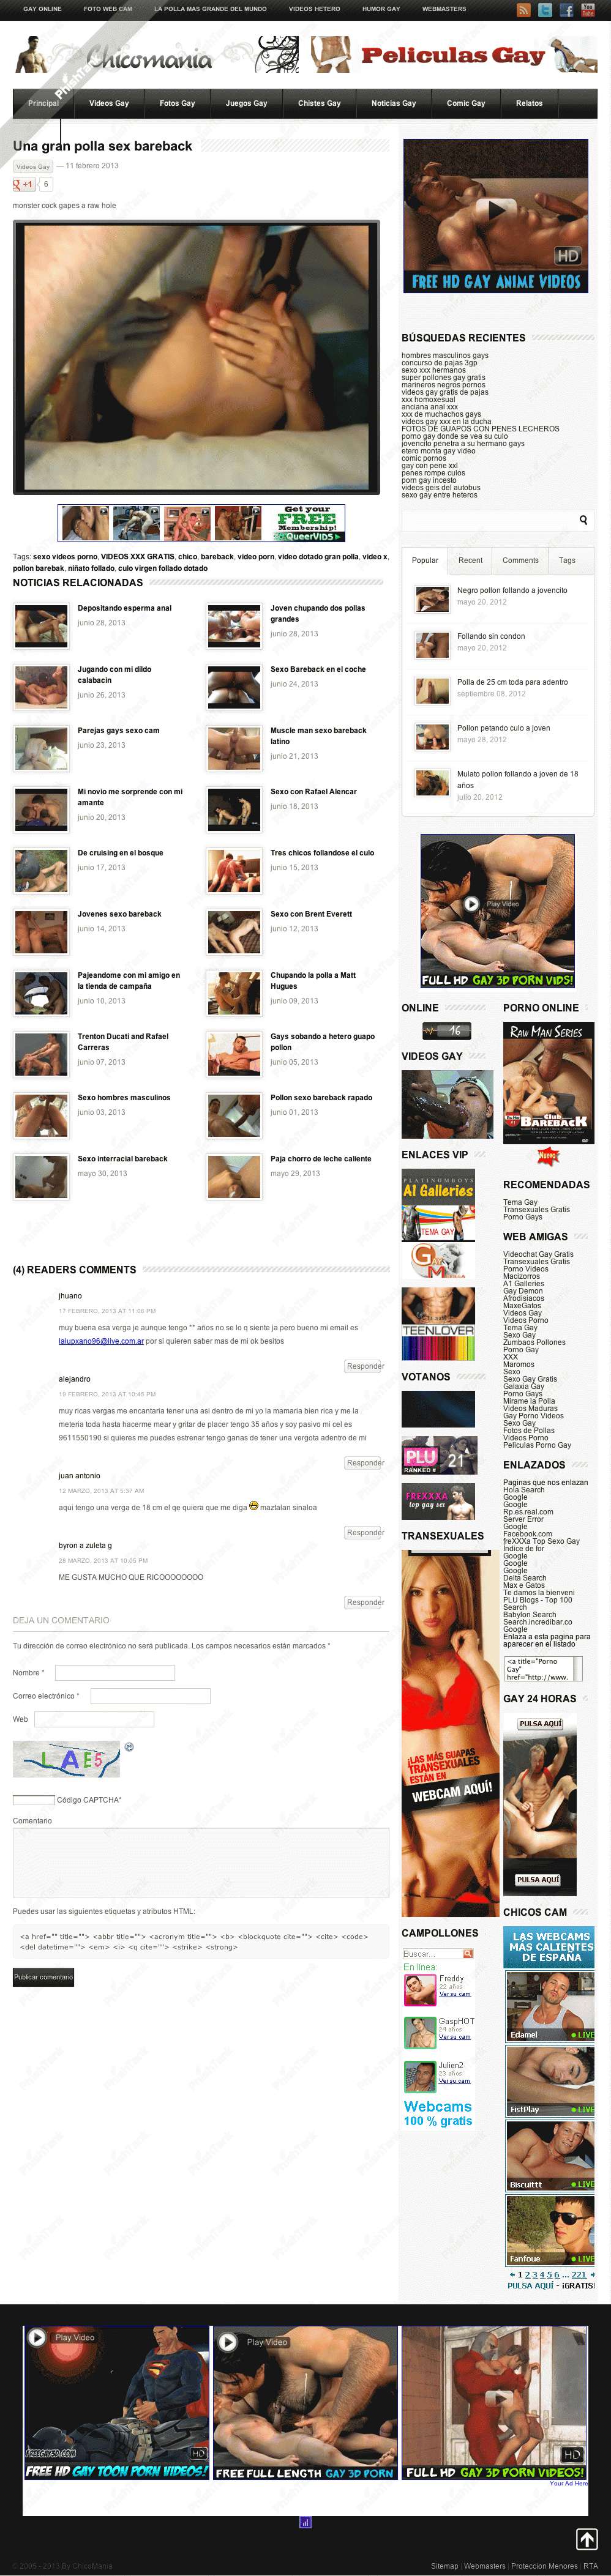 GAY ONLINE
FOTO WEB CAM
LA POLLA MAS GRANDE DEL MUNDO
VIDEOS HETERO
HUMOR GAY
WEBMASTERS
Chicomania
Peliculas Gay
Principal
Videos Gay
Fotos Gay
Juegos Gay
Chistes Gay
Noticias Gay
Comic Gay
Relatos
Una gran polla sex bareback
Videos Gay — 11 febrero 2013
+1 6
monster cock gapes a raw hole
Get your FREE Membership!
QueerVIDS
Tags: sexo videos porno, VIDEOS XXX GRATIS, chico, bareback, video porn, video dotado gran polla, video x,
pollon barebak, niñato follado, culo virgen follado dotado
NOTICIAS RELACIONADAS
Depositando esperma anal
junio 28, 2013
Joven chupando dos pollas grandes
junio 28, 2013
Jugando con mi dildo calabacin
junio 26, 2013
Sexo Bareback en el coche
junio 24, 2013
Parejas gays sexo cam
junio 23, 2013
Muscle man sexo bareback latino
junio 21, 2013
Mi novio me sorprende con mi amante
junio 20, 2013
Sexo con Rafael Alencar
junio 18, 2013
De cruising en el bosque
junio 17, 2013
Tres chicos follandose el culo
junio 15, 2013
Jovenes sexo bareback
junio 14, 2013
Sexo con Brent Everett
junio 12, 2013
Pajeandome con mi amigo en la tienda de campaña
junio 10, 2013
Chupando la polla a Matt Hugues
junio 09, 2013
Trenton Ducati and Rafael Carreras
junio 07, 2013
Gays sobando a hetero guapo pollon
junio 05, 2013
Sexo hombres masculinos
junio 03, 2013
Pollon sexo bareback rapado
junio 01, 2013
Sexo interracial bareback
mayo 30, 2013
Paja chorro de leche caliente
mayo 29, 2013
(4) READERS COMMENTS
jhuano
17 FEBRERO, 2013 AT 11:06 PM
muy buena esa verga je aunque tengo ** años no se lo q siente ja pero bueno mi email es
lalupxano96@live.com.ar por si quieren saber mas de mi ok besitos
Responder
alejandro
19 FEBRERO, 2013 AT 10:45 PM
muy ricas vergas me encantaria tener una asi dentro de mi yo la mamaria bien rica y me la
meteria toda hasta hacerme mear y gritar de placer tengo 35 años y soy pasivo mi cel es
9611550190 si quieres me puedes estrenar tengo ganas de tener una vergota adentro de mi
Responder
juan antonio
12 MARZO, 2013 AT 5:37 AM
aqui tengo una verga de 18 cm el qe quiera que me diga maztalan sinaloa
Responder
byron a zuleta g
28 MARZO, 2013 AT 10:05 PM
ME GUSTA MUCHO QUE RICOOOOOOOO
Responder
DEJA UN COMENTARIO
Tu dirección de correo electrónico no será publicada. Los campos necesarios están marcados *
Nombre *
Correo electrónico *
Web
LAE5
Código CAPTCHA*
Comentario
Puedes usar las siguientes etiquetas y atributos HTML:
<a href="" title=""> <abbr title=""> <acronym title=""> <b> <blockquote cite=""> <cite> <code>
<del datetime=""> <em> <i> <q cite=""> <strike> <strong>
Publicar comentario
HD
FREE HD GAY ANIME VIDEOS
BÚSQUEDAS RECIENTES
hombres masculinos gays
concurso de pajas 3gp
sexo xxx hermanos
super pollones gay gratis
marineros negros pornos
videos gay gratis de pajas
xxx homoxesual
anciana anal xxx
xxx de muchachos gays
videos gay xxx en la ducha
FOTOS DE GUAPOS CON PENES LECHEROS
porno gay donde se vea su culo
jovencito penetra a su hermano gays
etero monta gay video
comic pornos
gay con pene xxl
penes rompe culos
porn gay incesto
videos geis del autobus
sexo gay entre heteros
Popular
Recent
Comments
Tags
Negro pollon follando a jovencito
mayo 20, 2012
Follando sin condon
mayo 20, 2012
Polla de 25 cm toda para adentro
septiembre 08, 2012
Pollon petando culo a joven
mayo 28, 2012
Mulato pollon follando a joven de 18 años
julio 20, 2012
Play Video
FULL HD GAY 3D PORN VIDS!
ONLINE
16
VIDEOS GAY
ENLACES VIP
PLATINUMBOYS
A1 Galleries
TEMA GAY
TEENLOVER
VOTANOS
PLU 21
RANKED #
FREXXXA
top gay sex
TRANSEXUALES
¡LAS MÁS GUAPAS TRANSEXUALES ESTÁN EN WEBCAM AQUÍ!
CAMPOLLONES
Buscar...
En línea:
Freddy
22 años
Ver su cam
GaspHOT
24 años
Ver su cam
Julien2
23 años
Ver su cam
Webcams
100 % gratis
PORNO ONLINE
RAW MAN SERIES
Club BAREBACK
Nuevo
RECOMENDADAS
Tema Gay
Transexuales Gratis
Porno Gays
WEB AMIGAS
Videochat Gay Gratis
Transexuales Gratis
Porno Videos
Macizorros
A1 Galleries
Gay Demon
Afrodisiacos
MaxeGatos
Videos Gay
Videos Porno
Tema Gay
Sexo Gay
Zumbaos Pollones
Porno Gay
XXX
Maromos
Sexo
Sexo Gay Gratis
Galaxia Gay
Porno Gays
Mirame la Polla
Videos Maduras
Gay Porno Videos
Sexo Gay
Fotos de Pollas
Videos Porno
Peliculas Porno Gay
ENLAZADOS
Paginas que nos enlazan
Hola Search
Google
Google
Rp.es.real.com
Server Error
Google
Facebook.com
freXXXa Top Sexo Gay
Índice de for
Google
Google
Google
Delta Search
Max e Gatos
Te damos la bienveni
PLU Blogs - Top 100
Search
Babylon Search
Search.incredibar.co
Google
Enlaza a esta pagina para
aparecer en el listado
<a title="Porno
Gay"
href="http://www.
GAY 24 HORAS
PULSA AQUÍ
PULSA AQUÍ
CHICOS CAM
LAS WEBCAMS MÁS CALIENTES DE ESPAÑA
Edamel LIVE
FistPlay LIVE
Biscuittt LIVE
Fanfoue LIVE
1 2 3 4 5 6 ... 221
PULSA AQUÍ - ¡GRATIS!
Play Video
FREEGAY3D.COM
HD
FREE HD GAY TOON PORN VIDEOS!
Play Video
FREE FULL LENGTH GAY 3D PORN
HD
FULL HD GAY 3D PORN VIDEOS!
Your Ad Here
© 2005 - 2013 By ChicoMania
Sitemap | Webmasters | Proteccion Menores | RTA